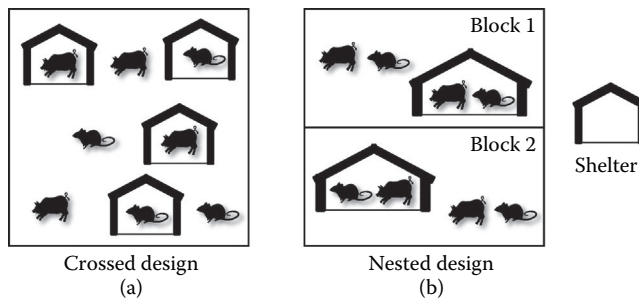 Block 1
Block 2
Shelter
Crossed design
(a)
Nested design
(b)